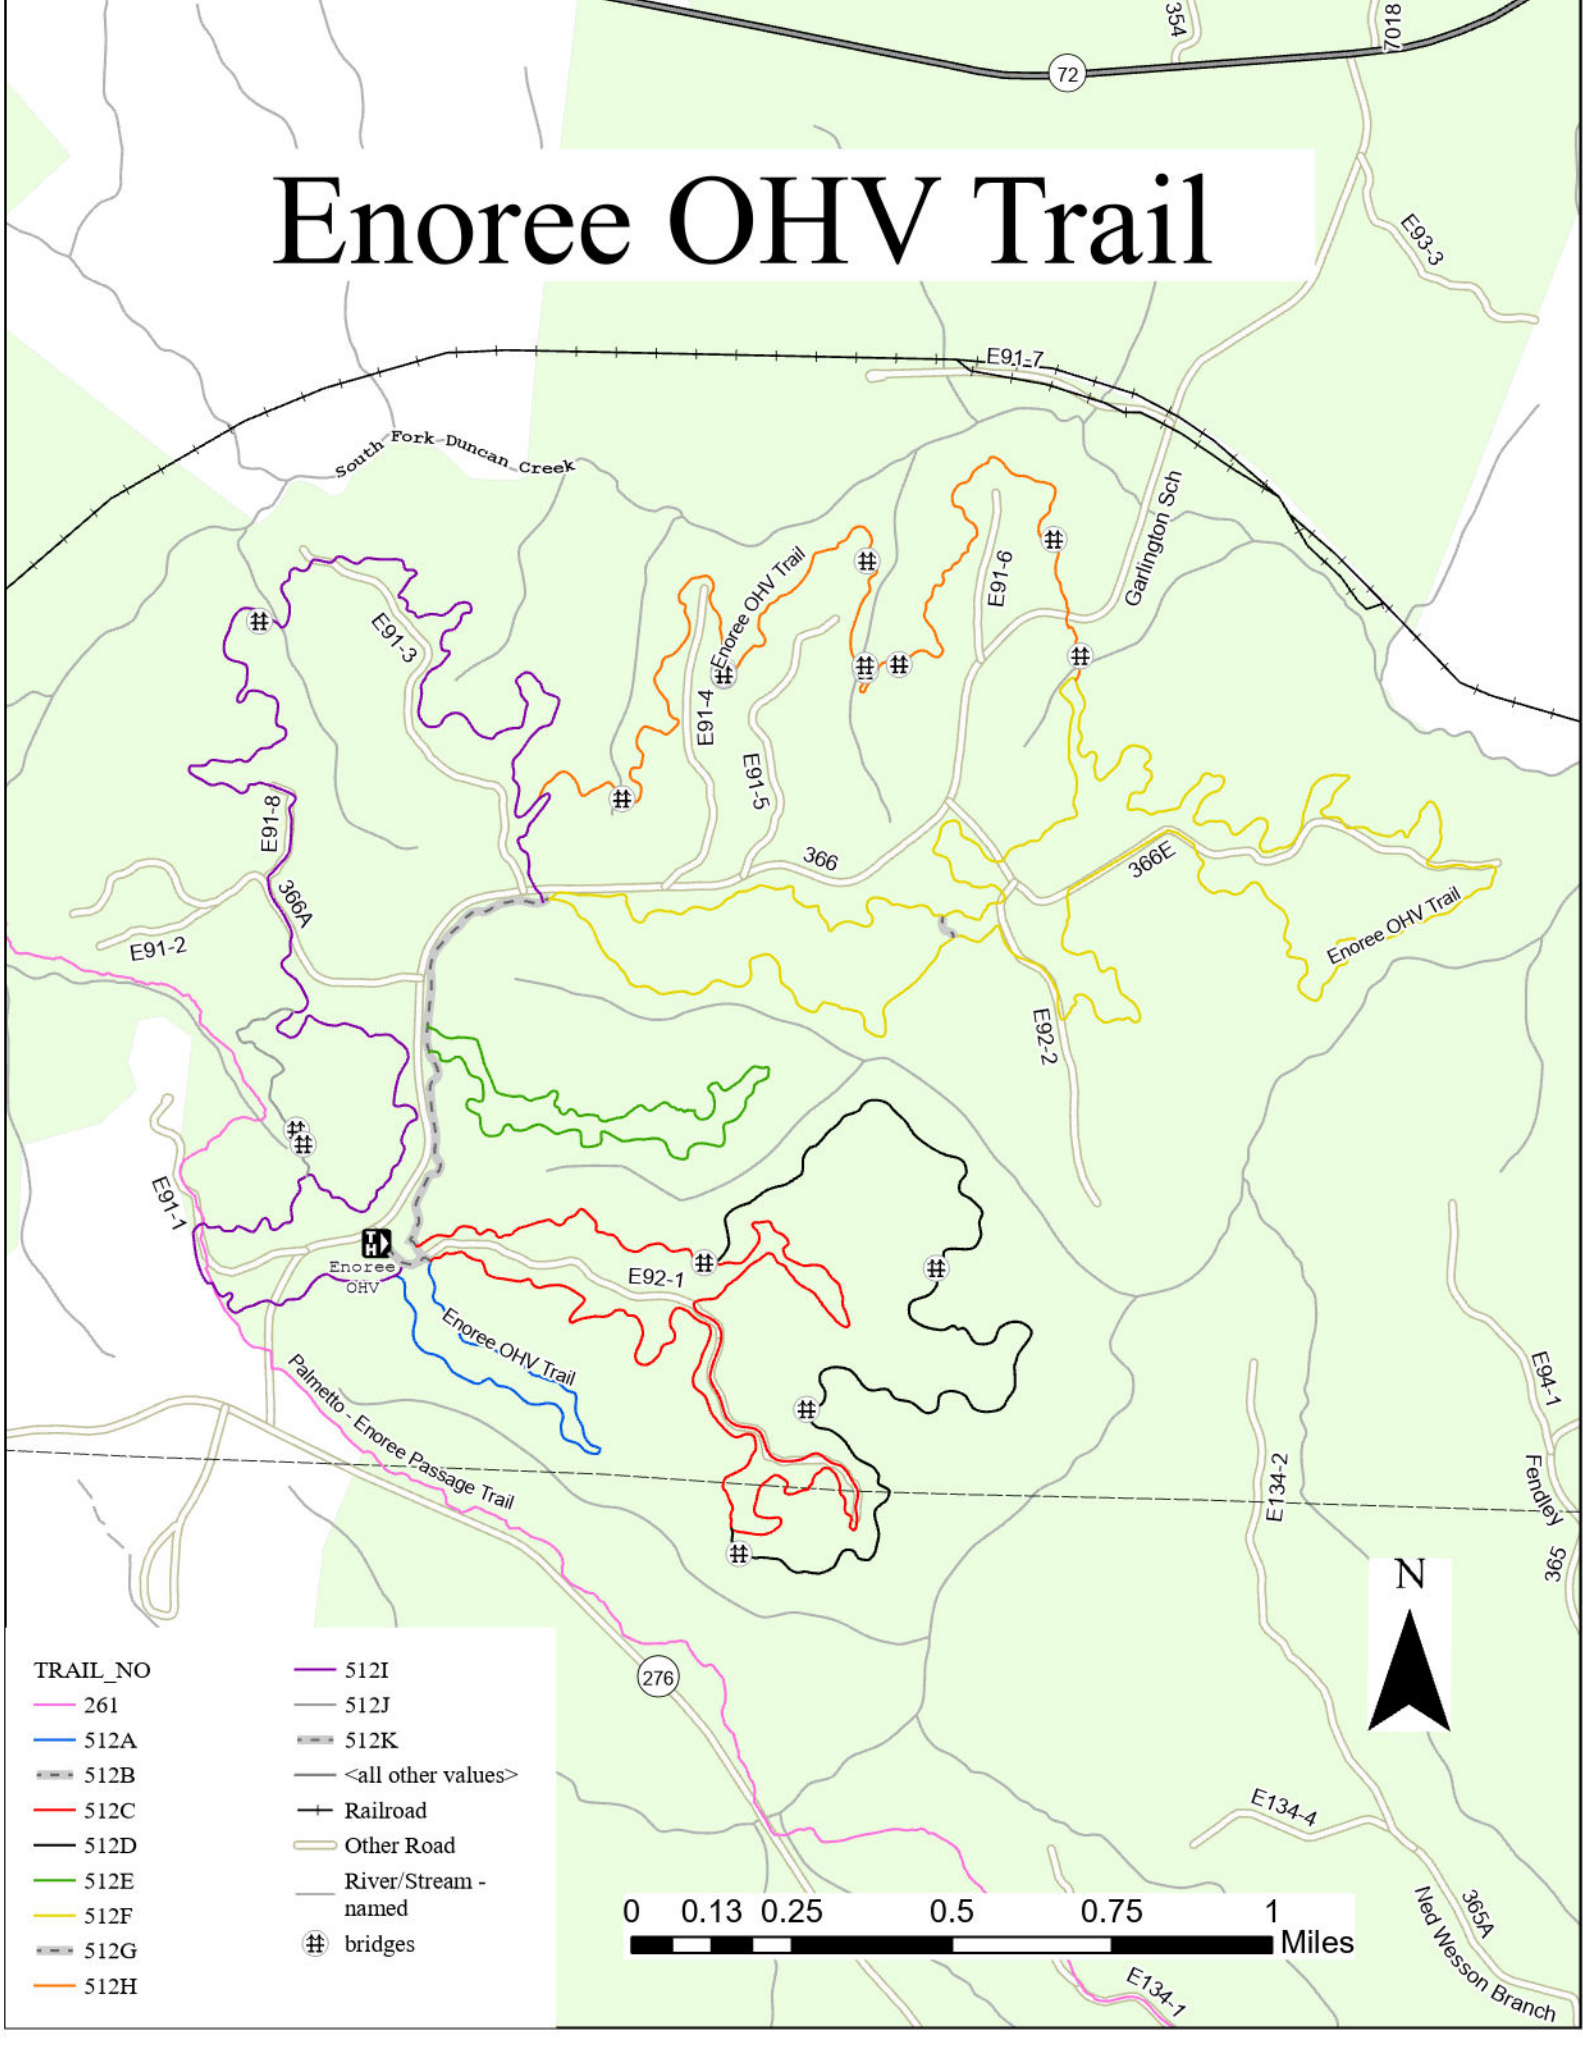 354
7018
72
Enoree OHV Trail
E93-3
E91-7
South Fork Duncan Creek
Garlington Sch
Enoree OHV Trail
E91-6
E91-3
E91-4
E91-5
E91-8
366
366E
366A
E91-2
Enoree OHV Trail
E92-2
E91-1
Enoree
OHV
TH
E92-1
Enoree OHV Trail
Palmetto - Enoree Passage Trail
E94-1
E134-2
Fendley
365
N
276
TRAIL_NO
261
512A
512B
512C
512D
512E
512F
512G
512H
512I
512J
512K
<all other values>
Railroad
Other Road
River/Stream -
named
bridges
E134-4
365A
Ned Wesson Branch
0 0.13 0.25 0.5 0.75 1
Miles
E134-1